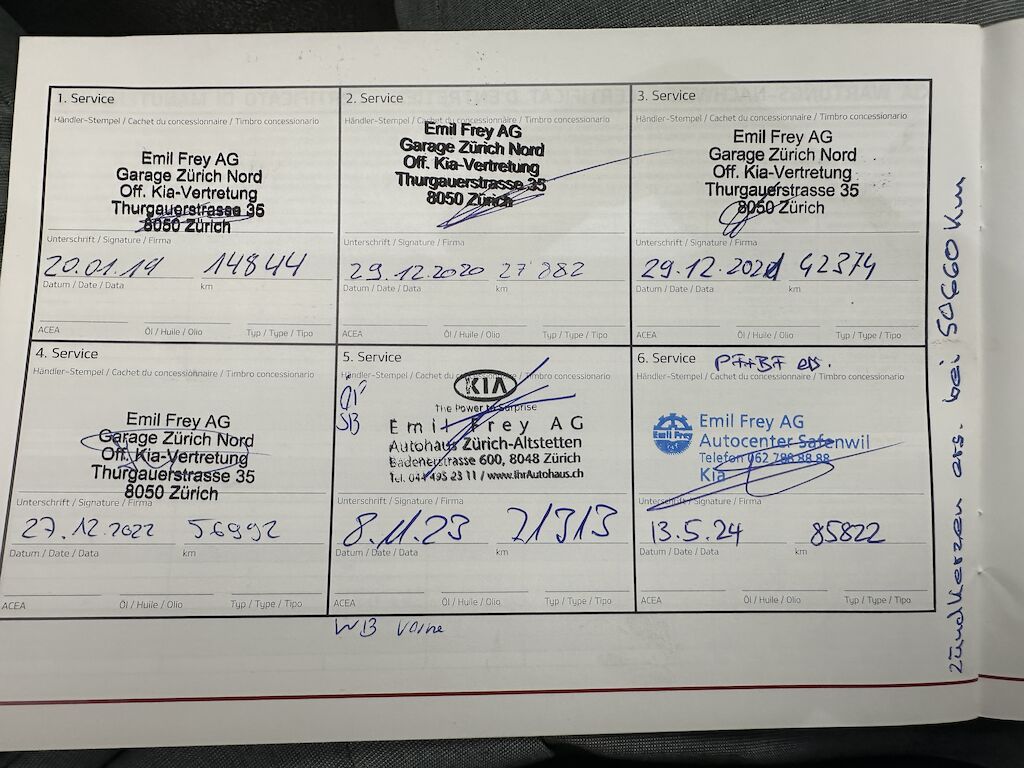 1. Service
Händler-Stempel / Cachet du concessionnaire / Timbro concessionario
Emil Frey AG
Garage Zürich Nord
Off. Kia-Vertretung
Thurgauerstrasse 35
8050 Zürich
Unterschrift / Signature / Firma
20.01.19 14844
Datum / Date / Data km
ACEA Öl / Huile / Olio Typ / Type / Tipo
2. Service
Händler-Stempel / Cachet du concessionnaire / Timbro concessionario
Emil Frey AG
Garage Zürich Nord
Off. Kia-Vertretung
Thurgauerstrasse 35
8050 Zürich
Unterschrift / Signature / Firma
29.12.2020 27882
Datum / Date / Data km
ACEA Öl / Huile / Olio Typ / Type / Tipo
3. Service
Händler-Stempel / Cachet du concessionnaire / Timbro concessionario
Emil Frey AG
Garage Zürich Nord
Off. Kia-Vertretung
Thurgauerstrasse 35
8050 Zürich
Unterschrift / Signature / Firma
29.12.2021 42374
Datum / Date / Data km
ACEA Öl / Huile / Olio Typ / Type / Tipo
4. Service
Händler-Stempel / Cachet du concessionnaire / Timbro concessionario
Emil Frey AG
Garage Zürich Nord
Off. Kia-Vertretung
Thurgauerstrasse 35
8050 Zürich
Unterschrift / Signature / Firma
27.12.2022 56992
Datum / Date / Data km
ACEA Öl / Huile / Olio Typ / Type / Tipo
5. Service
Händler-Stempel / Cachet du concessionnaire / Timbro concessionario
KIA
The Power to Surprise
Emil Frey AG
Autohaus Zürich-Altstetten
Badenerstrasse 600, 8048 Zürich
Tel. 044 495 23 11 / www.ihrAutohaus.ch
Unterschrift / Signature / Firma
8.11.23 71313
Datum / Date / Data km
ACEA Öl / Huile / Olio Typ / Type / Tipo
WB vorne
6. Service
Händler-Stempel / Cachet du concessionnaire / Timbro concessionario
Emil Frey
Emil Frey AG
Autocenter Safenwil
Telefon 062 788 88 88
Kia
Unterschrift / Signature / Firma
13.5.24 85822
Datum / Date / Data km
ACEA Öl / Huile / Olio Typ / Type / Tipo
Zündkerzen ers. bei 50660 Km